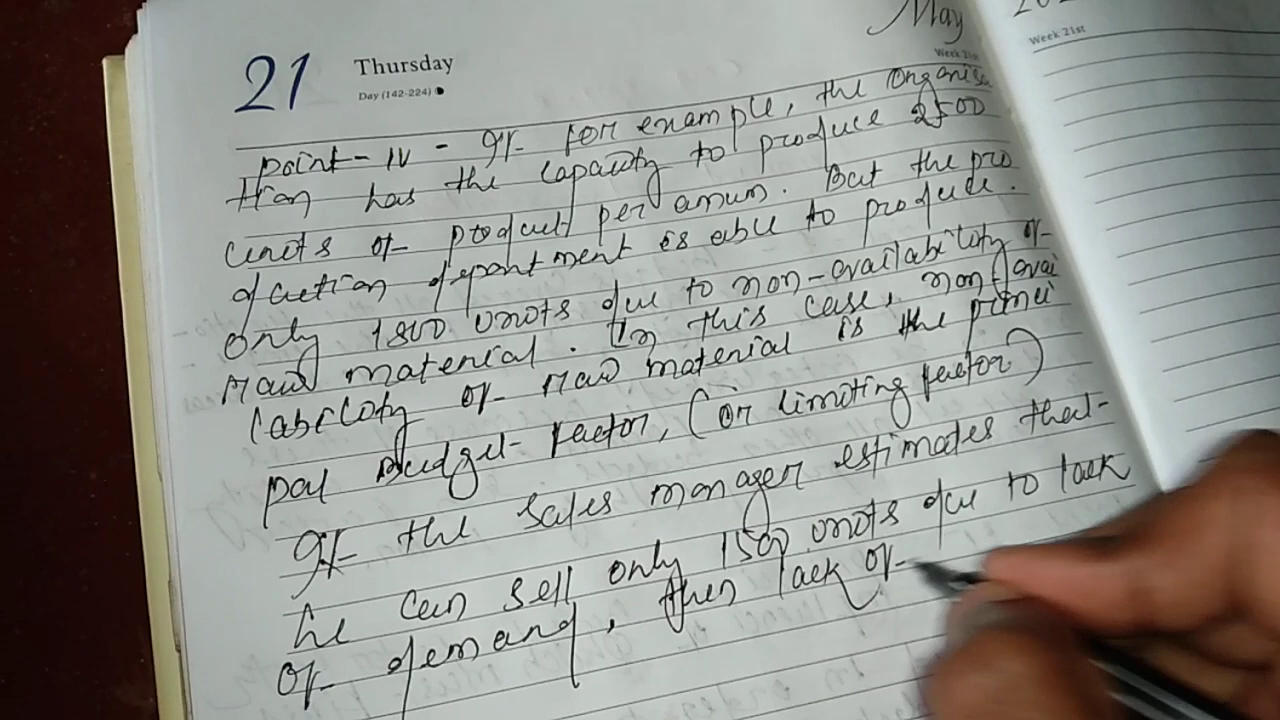 May
20
21 Thursday
Day (142-224)
Week 21st
Week 21st
Point-IV - If for example, the Organisa
tion has the capacity to produce 2500
Units of product per annum. But the pro
duction department is able to produce.
only 1800 units due to non-availability of
raw material. In this case, non-avai
lability of raw material is the princi
pal Budget factor, (or limiting factor)
If the sales manager estimates that
he can sell only 1500 units due to lack
of demand, then lack of